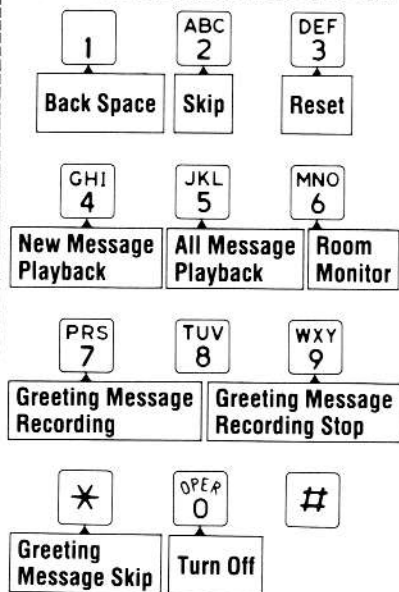 1
ABC
2
DEF
3
Back Space
Skip
Reset
GHI
4
JKL
5
MNO
6
New Message
Playback
All Message
Playback
Room
Monitor
PRS
7
TUV
8
WXY
9
Greeting Message
Recording
Greeting Message
Recording Stop
*
OPER
0
#
Greeting
Message Skip
Turn Off